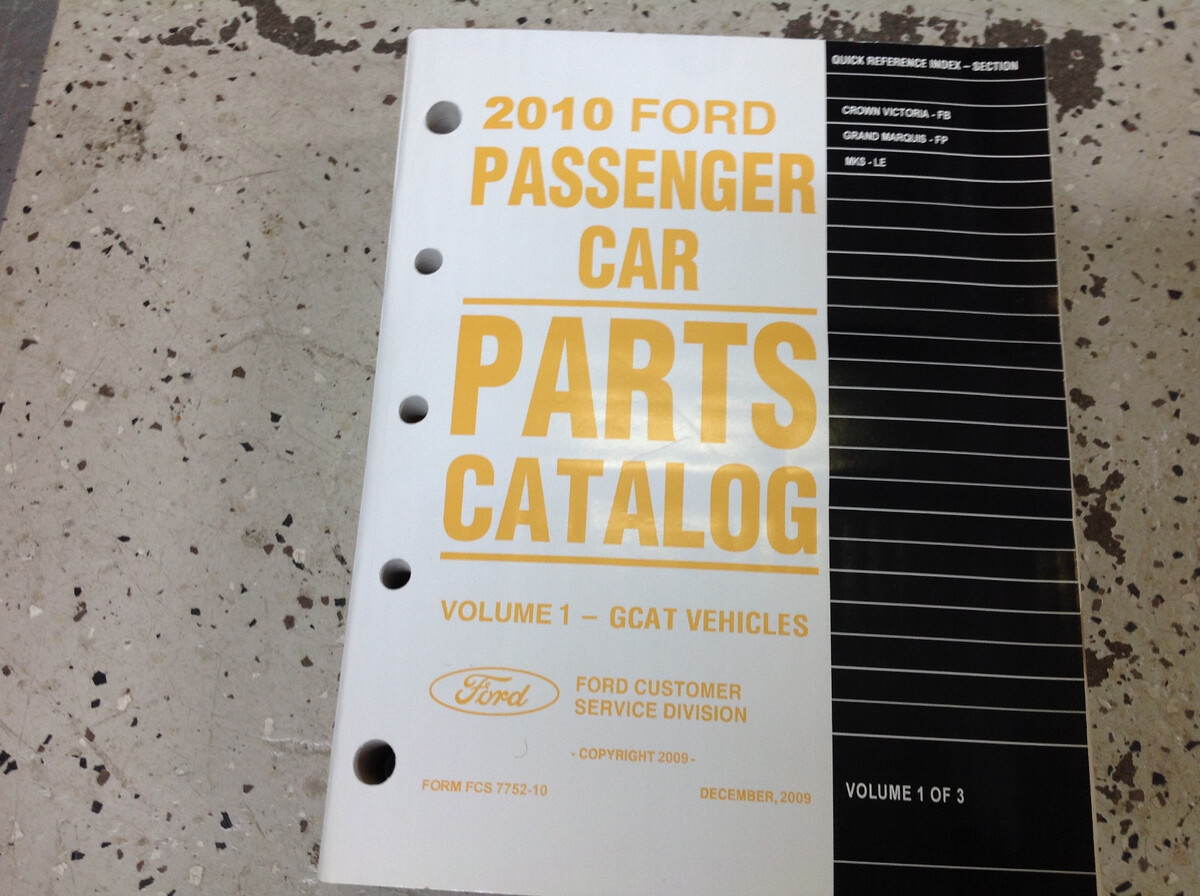 2010 FORD
PASSENGER
CAR
PARTS
CATALOG
VOLUME 1 – GCAT VEHICLES
Ford
FORD CUSTOMER
SERVICE DIVISION
- COPYRIGHT 2009 -
FORM FCS 7752-10
DECEMBER, 2009
QUICK REFERENCE INDEX – SECTION
CROWN VICTORIA - FB
GRAND MARQUIS - FP
MKS - LE
VOLUME 1 OF 3